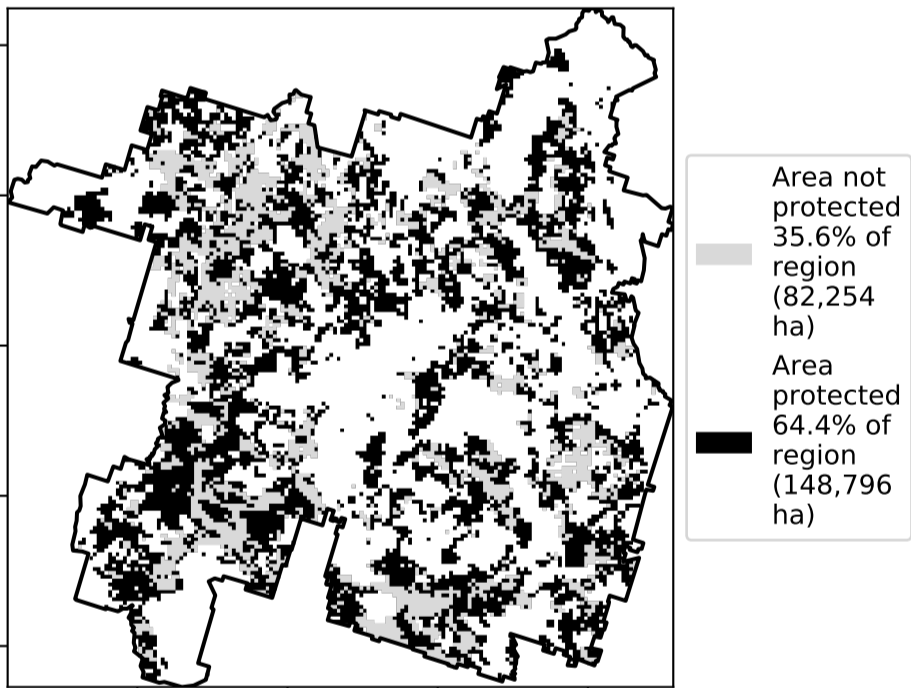 Area not
protected
35.6% of
region
(82,254
ha)
Area
protected
64.4% of
region
(148,796
ha)